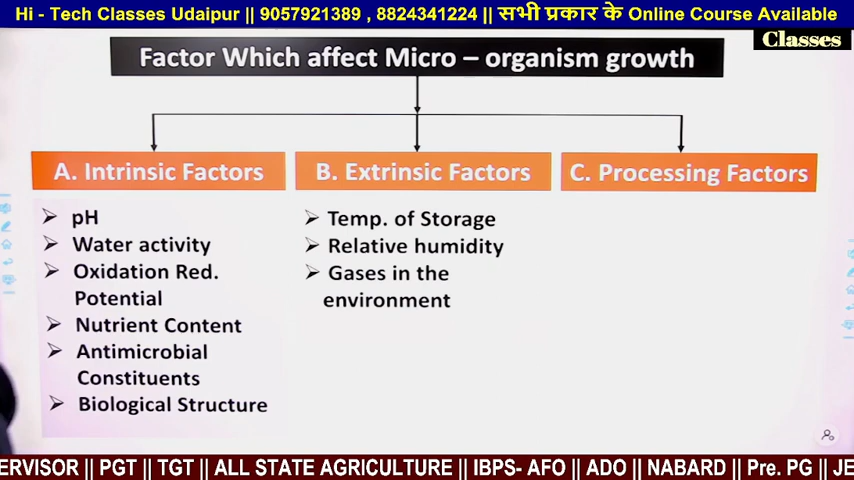 Hi - Tech Classes Udaipur || 9057921389 , 8824341224 || सभी प्रकार के Online Course Available
Classes
Factor Which affect Micro – organism growth
A. Intrinsic Factors
B. Extrinsic Factors
C. Processing Factors
pH
Water activity
Oxidation Red.
Potential
Nutrient Content
Antimicrobial
Constituents
Biological Structure
Temp. of Storage
Relative humidity
Gases in the
environment
ERVISOR || PGT || TGT || ALL STATE AGRICULTURE || IBPS- AFO || ADO || NABARD || Pre. PG || JE